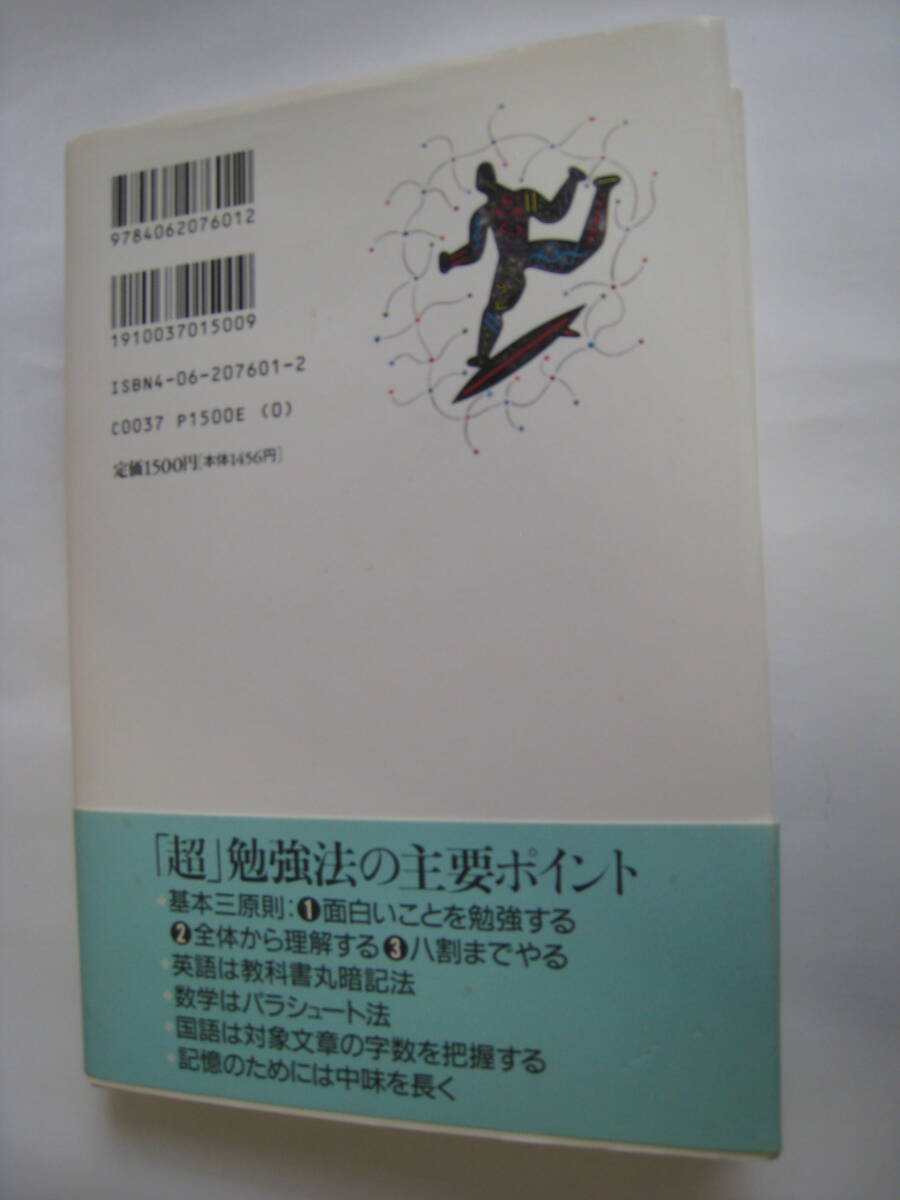 9784062076012
1910037015009
ISBN4-06-207601-2
C0037 P1500E (0)
定価1500円[本体1456円]
「超」勉強法の主要ポイント
•基本三原則:❶面白いことを勉強する
❷全体から理解する❸八割までやる
•英語は教科書丸暗記法
•数学はパラシュート法
•国語は対象文章の字数を把握する
•記憶のためには中味を長く